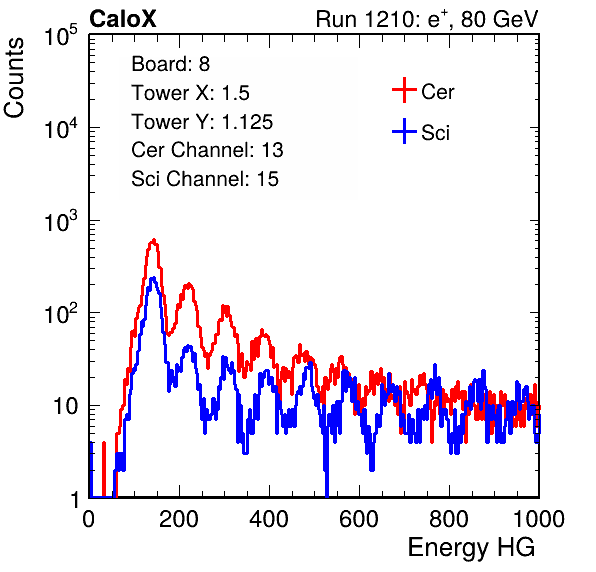 CaloX Run 1210: e⁺, 80 GeV
Counts
10⁵
10⁴
10³
10²
10
1
Board: 8
Tower X: 1.5
Tower Y: 1.125
Cer Channel: 13
Sci Channel: 15
Cer
Sci
0 200 400 600 800 1000
Energy HG